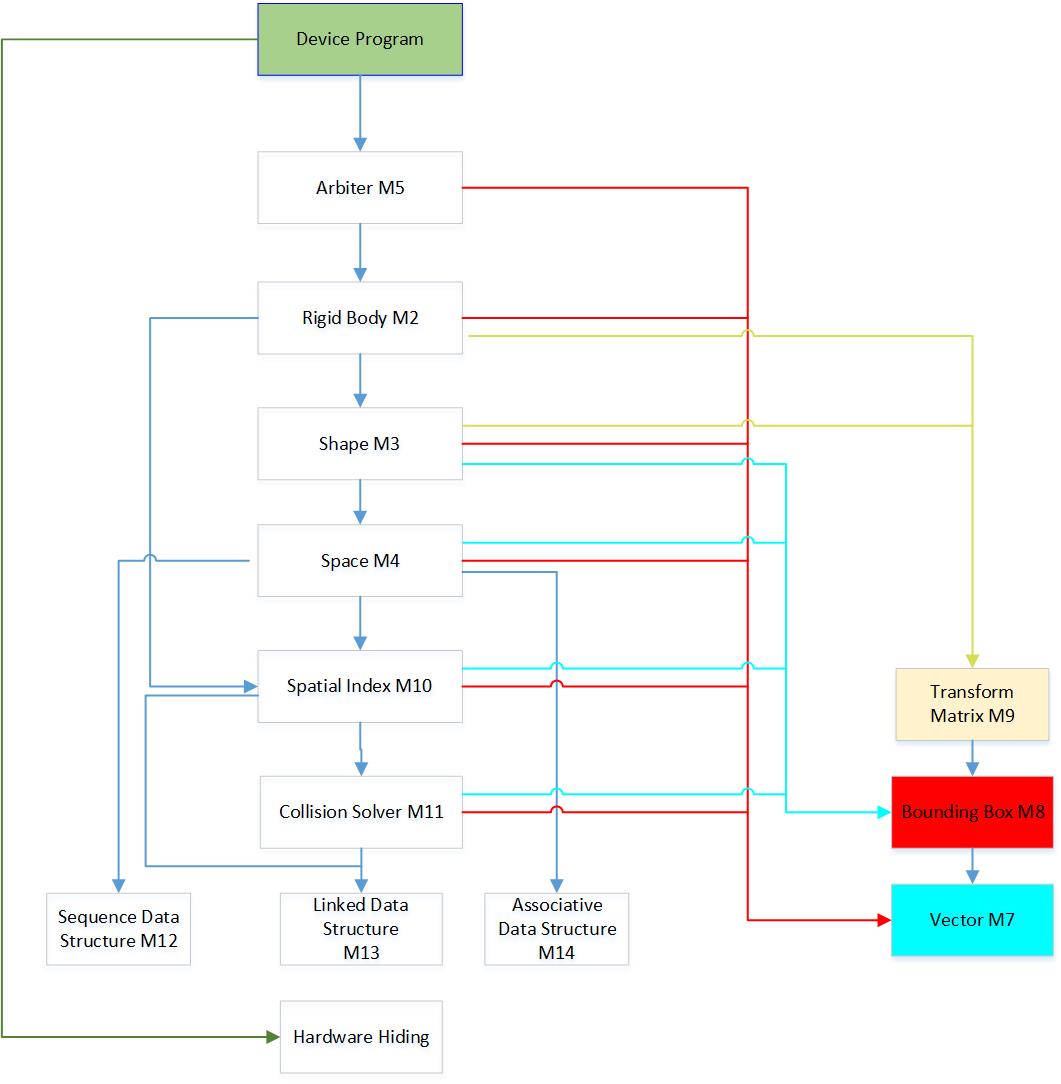 Device Program
Arbiter M5
Rigid Body M2
Shape M3
Space M4
Spatial Index M10
Transform
Matrix M9
Collision Solver M11
Bounding Box M8
Sequence Data
Structure M12
Linked Data
Structure
M13
Associative
Data Structure
M14
Vector M7
Hardware Hiding